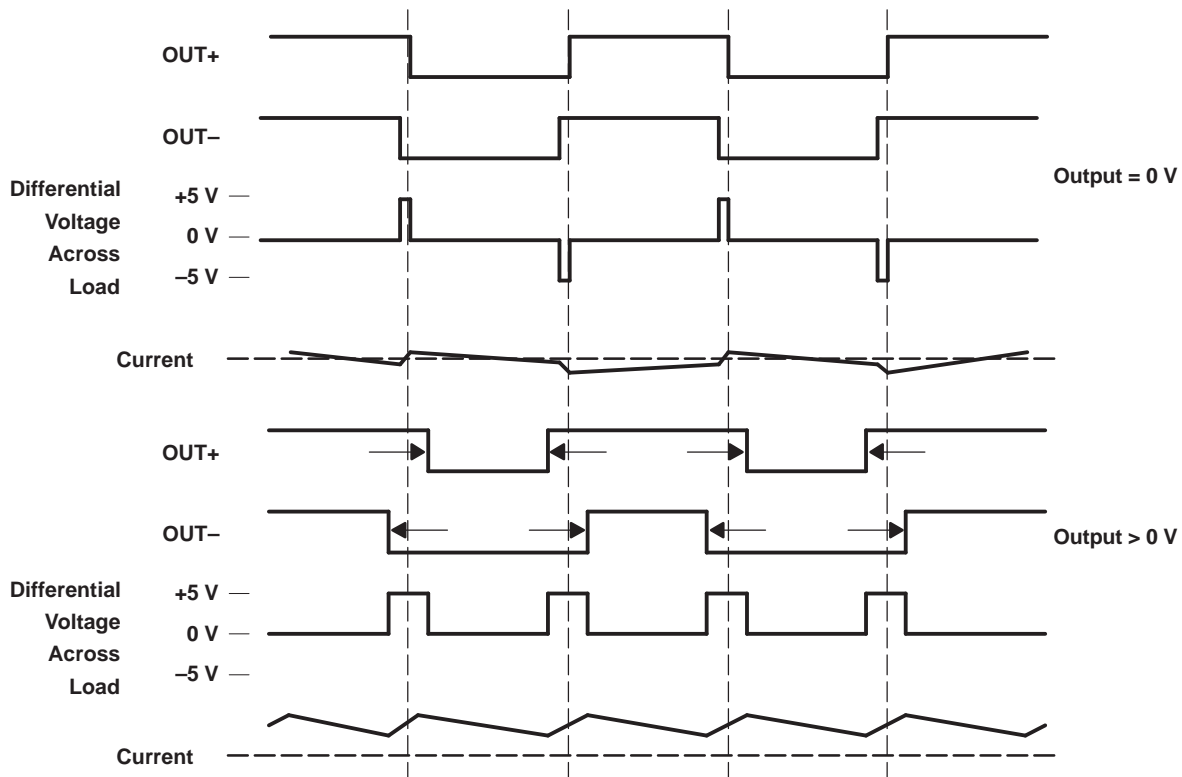 OUT+
OUT–
Output = 0 V
Differential
Voltage
Across
Load
+5 V
0 V
–5 V
Current
OUT+
OUT–
Output > 0 V
Differential
Voltage
Across
Load
+5 V
0 V
–5 V
Current